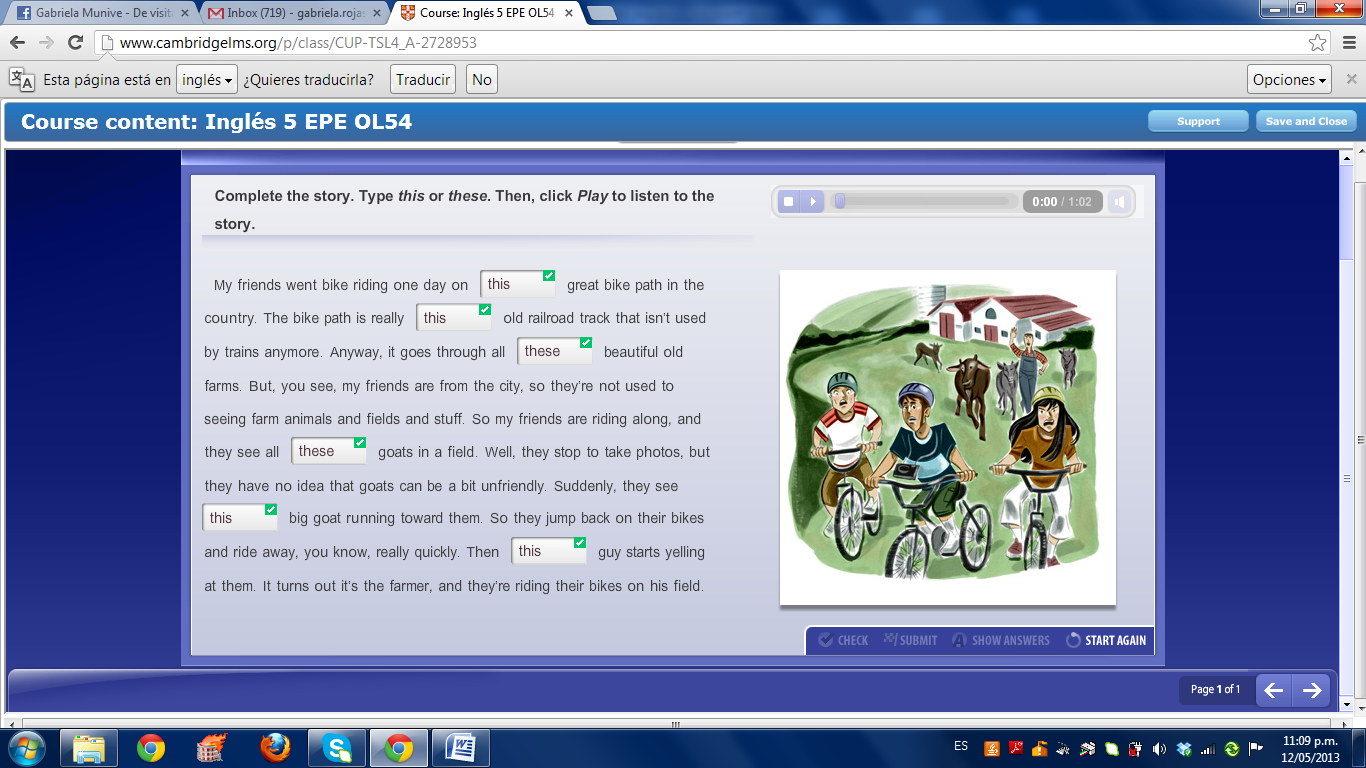 Gabriela Munive - De visita
Inbox (719) - gabriela.rojas
Course: Inglés 5 EPE OL54
www.cambridgelms.org/p/class/CUP-TSL4_A-2728953
Esta página está en inglés ¿Quieres traducirla? Traducir No Opciones
Course content: Inglés 5 EPE OL54
Support Save and Close
Complete the story. Type this or these. Then, click Play to listen to the
story.
0:00 / 1:02
My friends went bike riding one day on this great bike path in the
country. The bike path is really this old railroad track that isn't used
by trains anymore. Anyway, it goes through all these beautiful old
farms. But, you see, my friends are from the city, so they're not used to
seeing farm animals and fields and stuff. So my friends are riding along, and
they see all these goats in a field. Well, they stop to take photos, but
they have no idea that goats can be a bit unfriendly. Suddenly, they see
this big goat running toward them. So they jump back on their bikes
and ride away, you know, really quickly. Then this guy starts yelling
at them. It turns out it's the farmer, and they're riding their bikes on his field.
CHECK SUBMIT SHOW ANSWERS START AGAIN
Page 1 of 1
ES
11:09 p.m.
12/05/2013